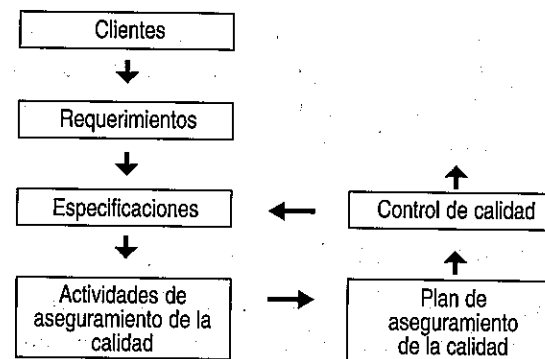 Clientes
Requerimientos
Especificaciones
Control de calidad
Actividades de
aseguramiento de la
calidad
Plan de
aseguramiento
de la calidad